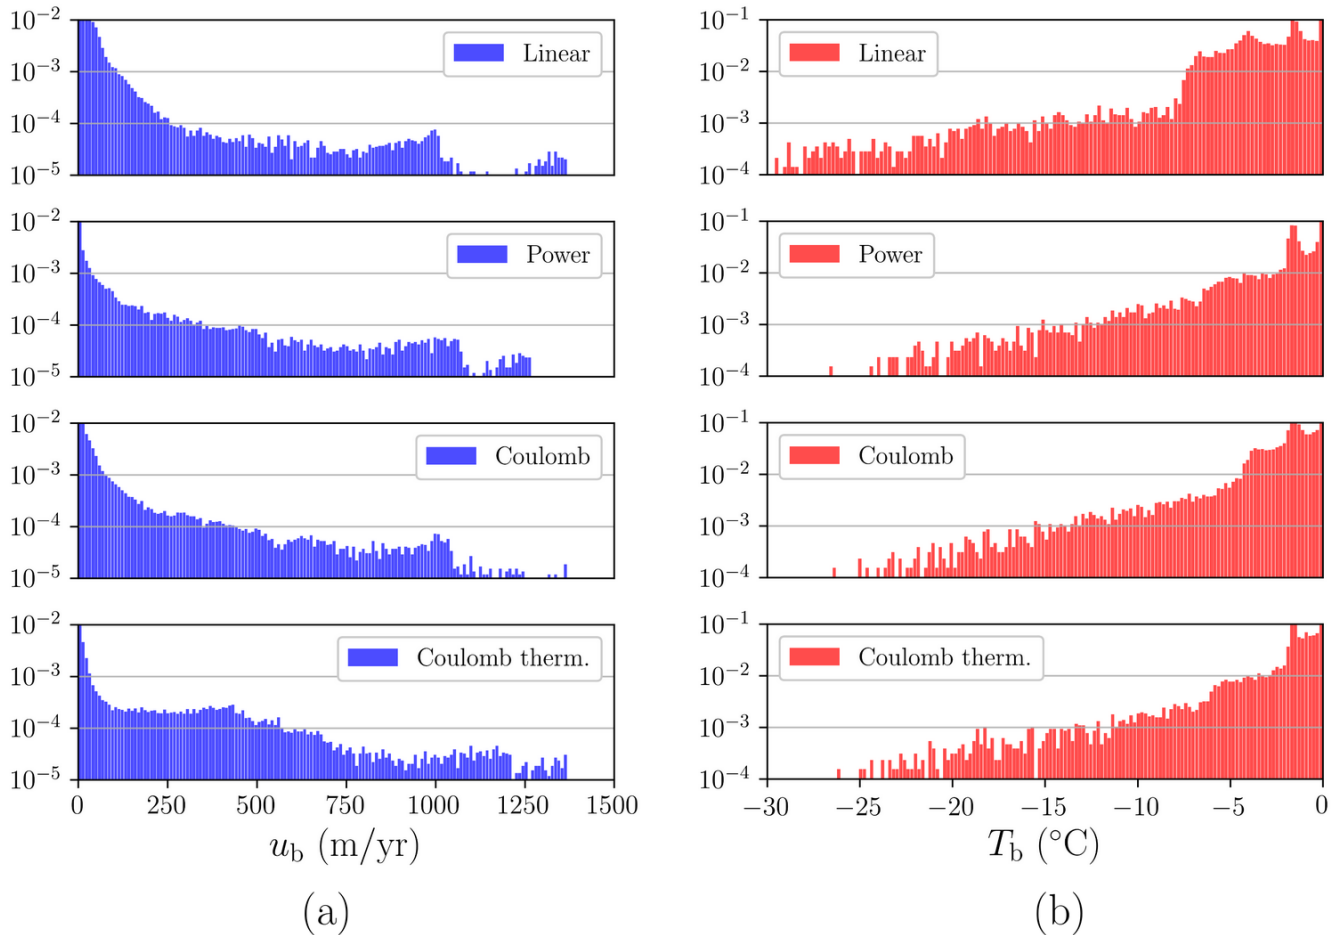 10⁻²
10⁻³
10⁻⁴
10⁻⁵
Linear
10⁻²
10⁻³
10⁻⁴
10⁻⁵
Power
10⁻²
10⁻³
10⁻⁴
10⁻⁵
Coulomb
10⁻²
10⁻³
10⁻⁴
10⁻⁵
Coulomb therm.
0 250 500 750 1000 1250 1500
u_b (m/yr)
(a)
10⁻¹
10⁻²
10⁻³
10⁻⁴
Linear
10⁻¹
10⁻²
10⁻³
10⁻⁴
Power
10⁻¹
10⁻²
10⁻³
10⁻⁴
Coulomb
10⁻¹
10⁻²
10⁻³
10⁻⁴
Coulomb therm.
−30 −25 −20 −15 −10 −5 0
T_b (°C)
(b)